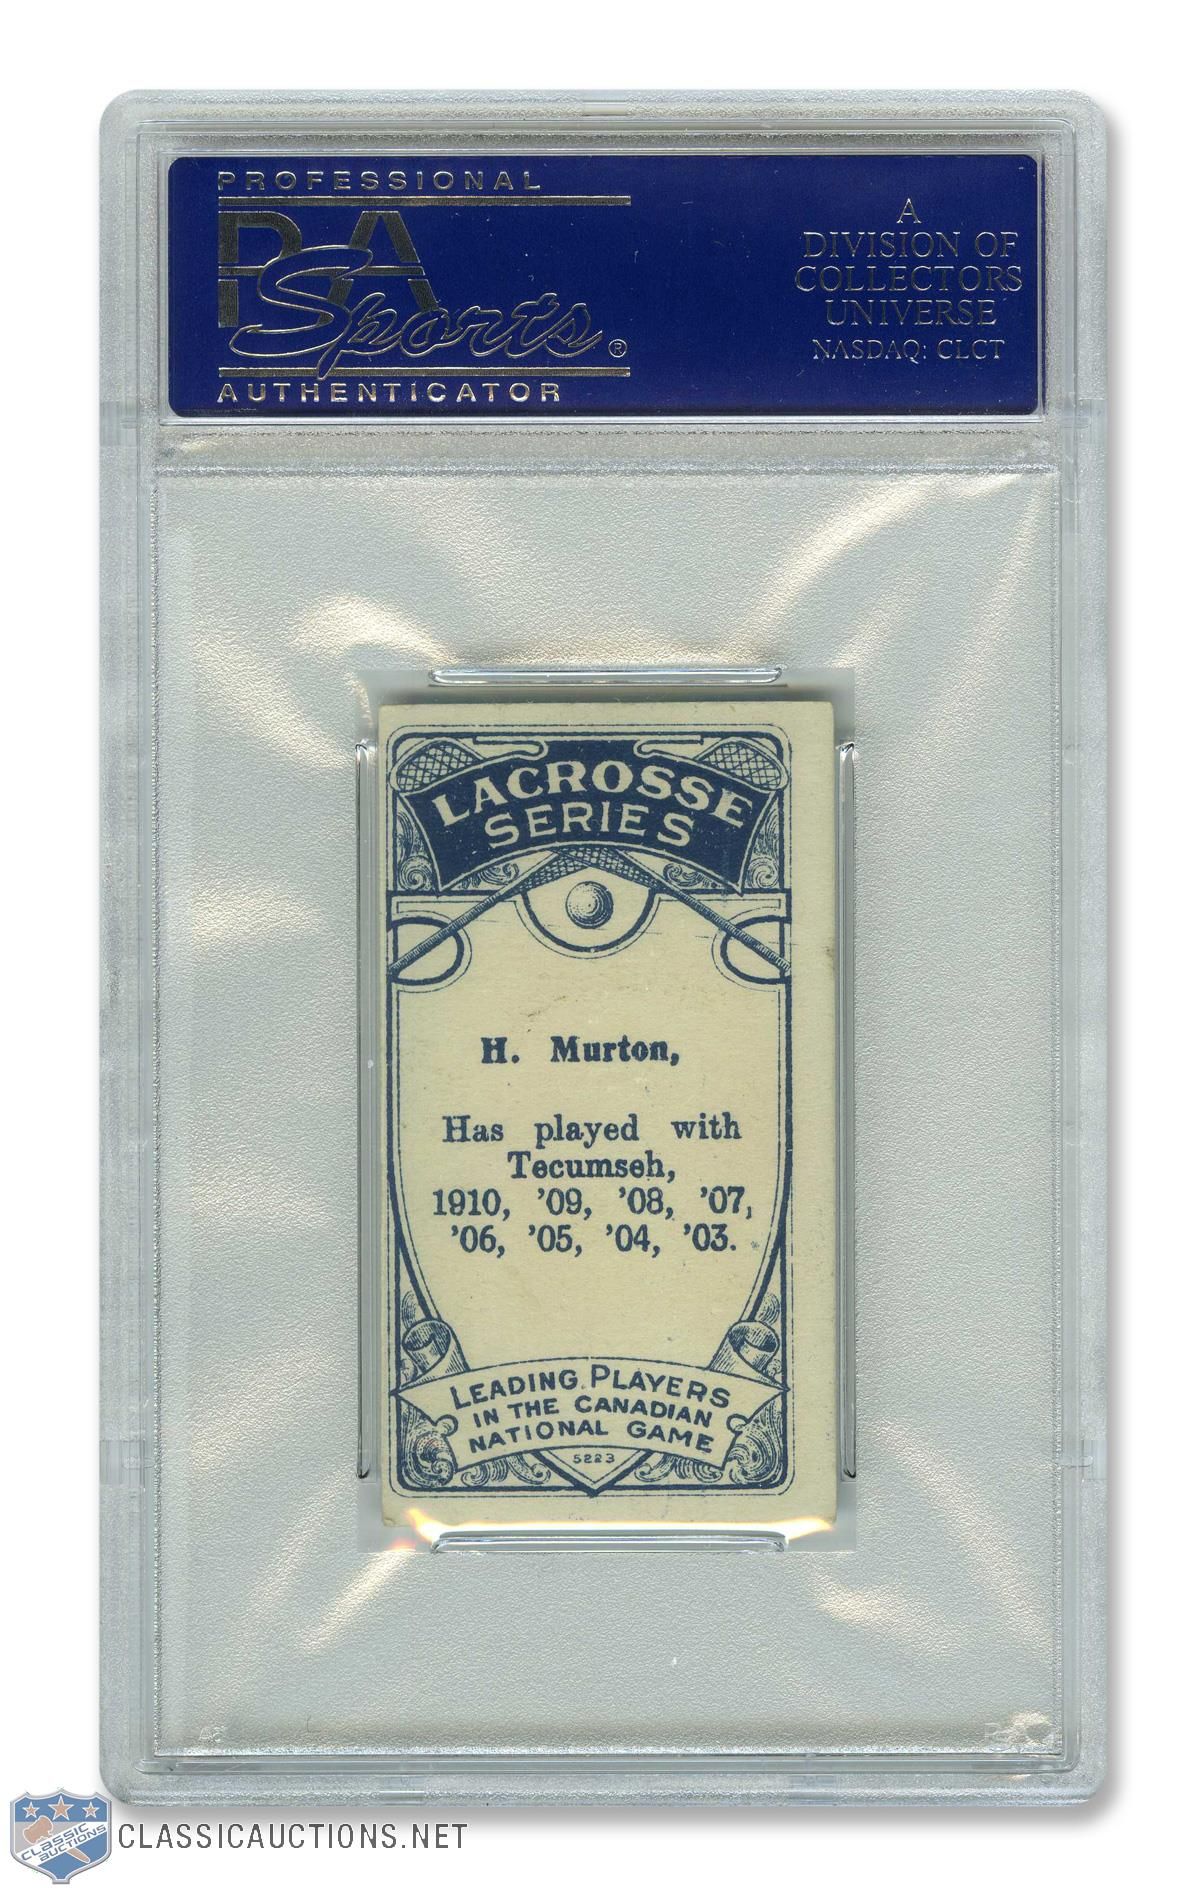 PROFESSIONAL
PSA
Sports®
AUTHENTICATOR
A
DIVISION OF
COLLECTORS
UNIVERSE
NASDAQ: CLCT
LACROSSE
SERIES
H. Murton,
Has played with
Tecumseh,
1910, '09, '08, '07,
'06, '05, '04, '03.
LEADING PLAYERS
IN THE CANADIAN
NATIONAL GAME
5223
CLASSIC
AUCTIONS
CLASSICAUCTIONS.NET